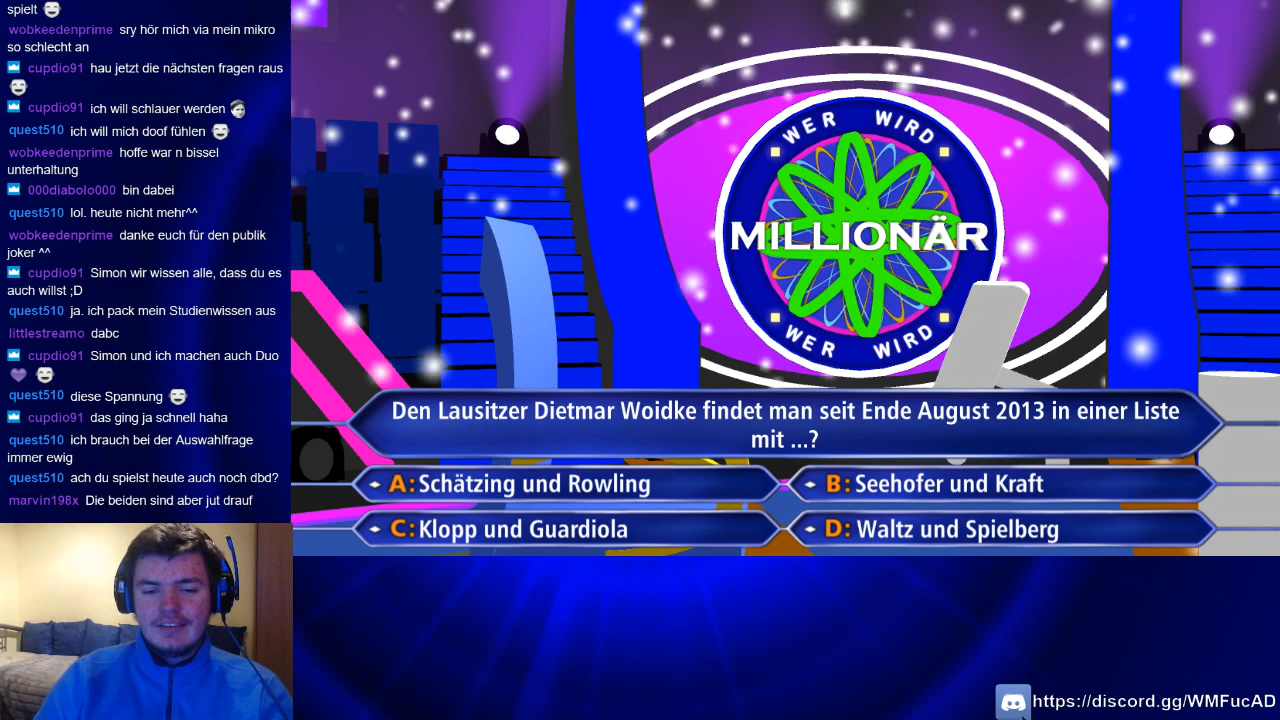 spielt
wobkeedenprime sry hör mich via mein mikro
so schlecht an
cupdio91 hau jetzt die nächsten fragen raus
cupdio91 ich will schlauer werden
quest510 ich will mich doof fühlen
wobkeedenprime hoffe war n bissel
unterhaltung
000diabolo000 bin dabei
quest510 lol. heute nicht mehr^^
wobkeedenprime danke euch für den publik
joker ^^
cupdio91 Simon wir wissen alle, dass du es
auch willst ;D
quest510 ja. ich pack mein Studienwissen aus
littlestreamo dabc
cupdio91 Simon und ich machen auch Duo
quest510 diese Spannung
cupdio91 das ging ja schnell haha
quest510 ich brauch bei der Auswahlfrage
immer ewig
quest510 ach du spielst heute auch noch dbd?
marvin198x Die beiden sind aber jut drauf
WER WIRD
MILLIONÄR
WER WIRD
Den Lausitzer Dietmar Woidke findet man seit Ende August 2013 in einer Liste
mit ...?
A: Schätzing und Rowling
B: Seehofer und Kraft
C: Klopp und Guardiola
D: Waltz und Spielberg
https://discord.gg/WMFucAD